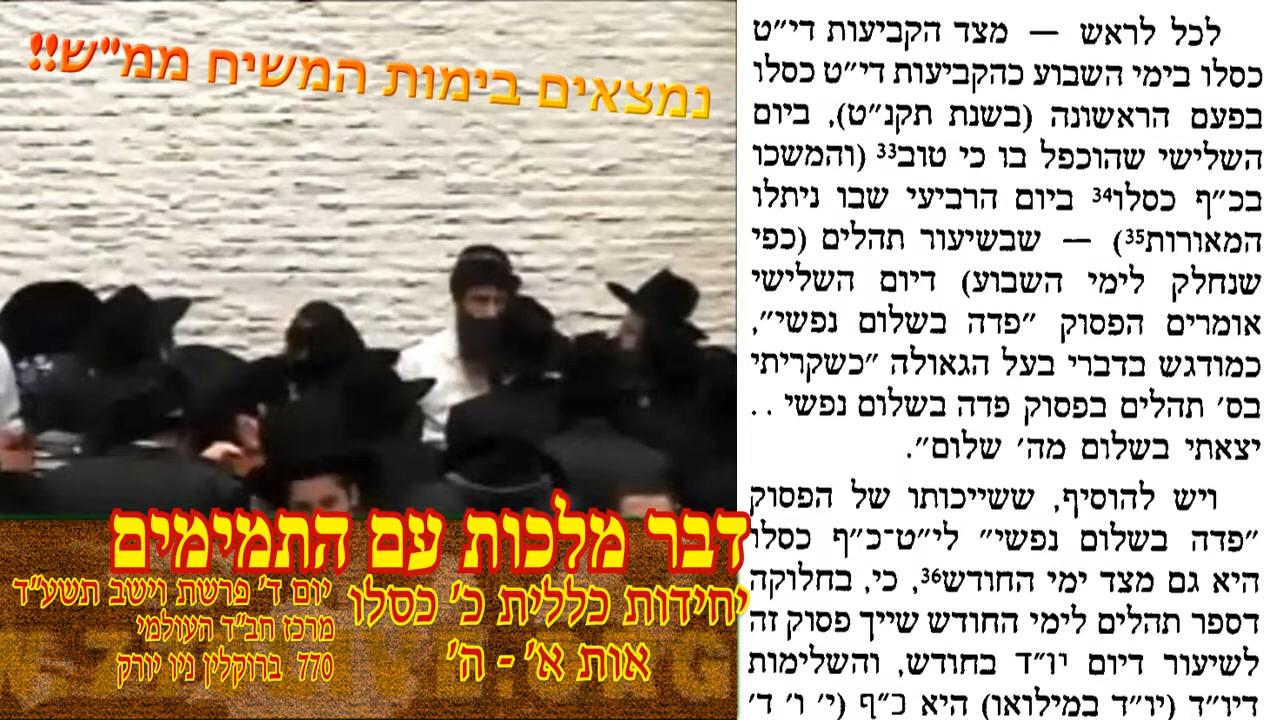 נמצאים בימות המשיח ממ"ש!!
דבר מלכות עם התמימים
יחידות כללית כ' כסלו
אות א' - ה'
יום ד' פרשת וישב תשע"ד
מרכז חב"ד העולמי
770 ברוקלין ניו יורק
לכל לראש — מצד הקביעות די״ט
כסלו בימי השבוע כהקביעות די״ט כסלו
בפעם הראשונה (בשנת תקנ״ט), ביום
השלישי שהוכפל בו כי טוב33 (והמשכו
בכ״ף כסלו34 ביום הרביעי שבו ניתלו
המאורות35) — שבשיעור תהלים (כפי
שנחלק לימי השבוע) דיום השלישי
אומרים הפסוק ״פדה בשלום נפשי״,
כמודגש בדברי בעל הגאולה ״כשקריתי
בס׳ תהלים בפסוק פדה בשלום נפשי . .
יצאתי בשלום מה׳ שלום״.
ויש להוסיף, ששייכותו של הפסוק
״פדה בשלום נפשי״ לי״ט־כ״ף כסלו
היא גם מצד ימי החודש36, כי, בחלוקה
דספר תהלים לימי החודש שייך פסוק זה
לשיעור דיום יו״ד בחודש, והשלימות
דיו״ד (יו״ד במילואו) היא כ״ף (י׳ ו׳ ד׳